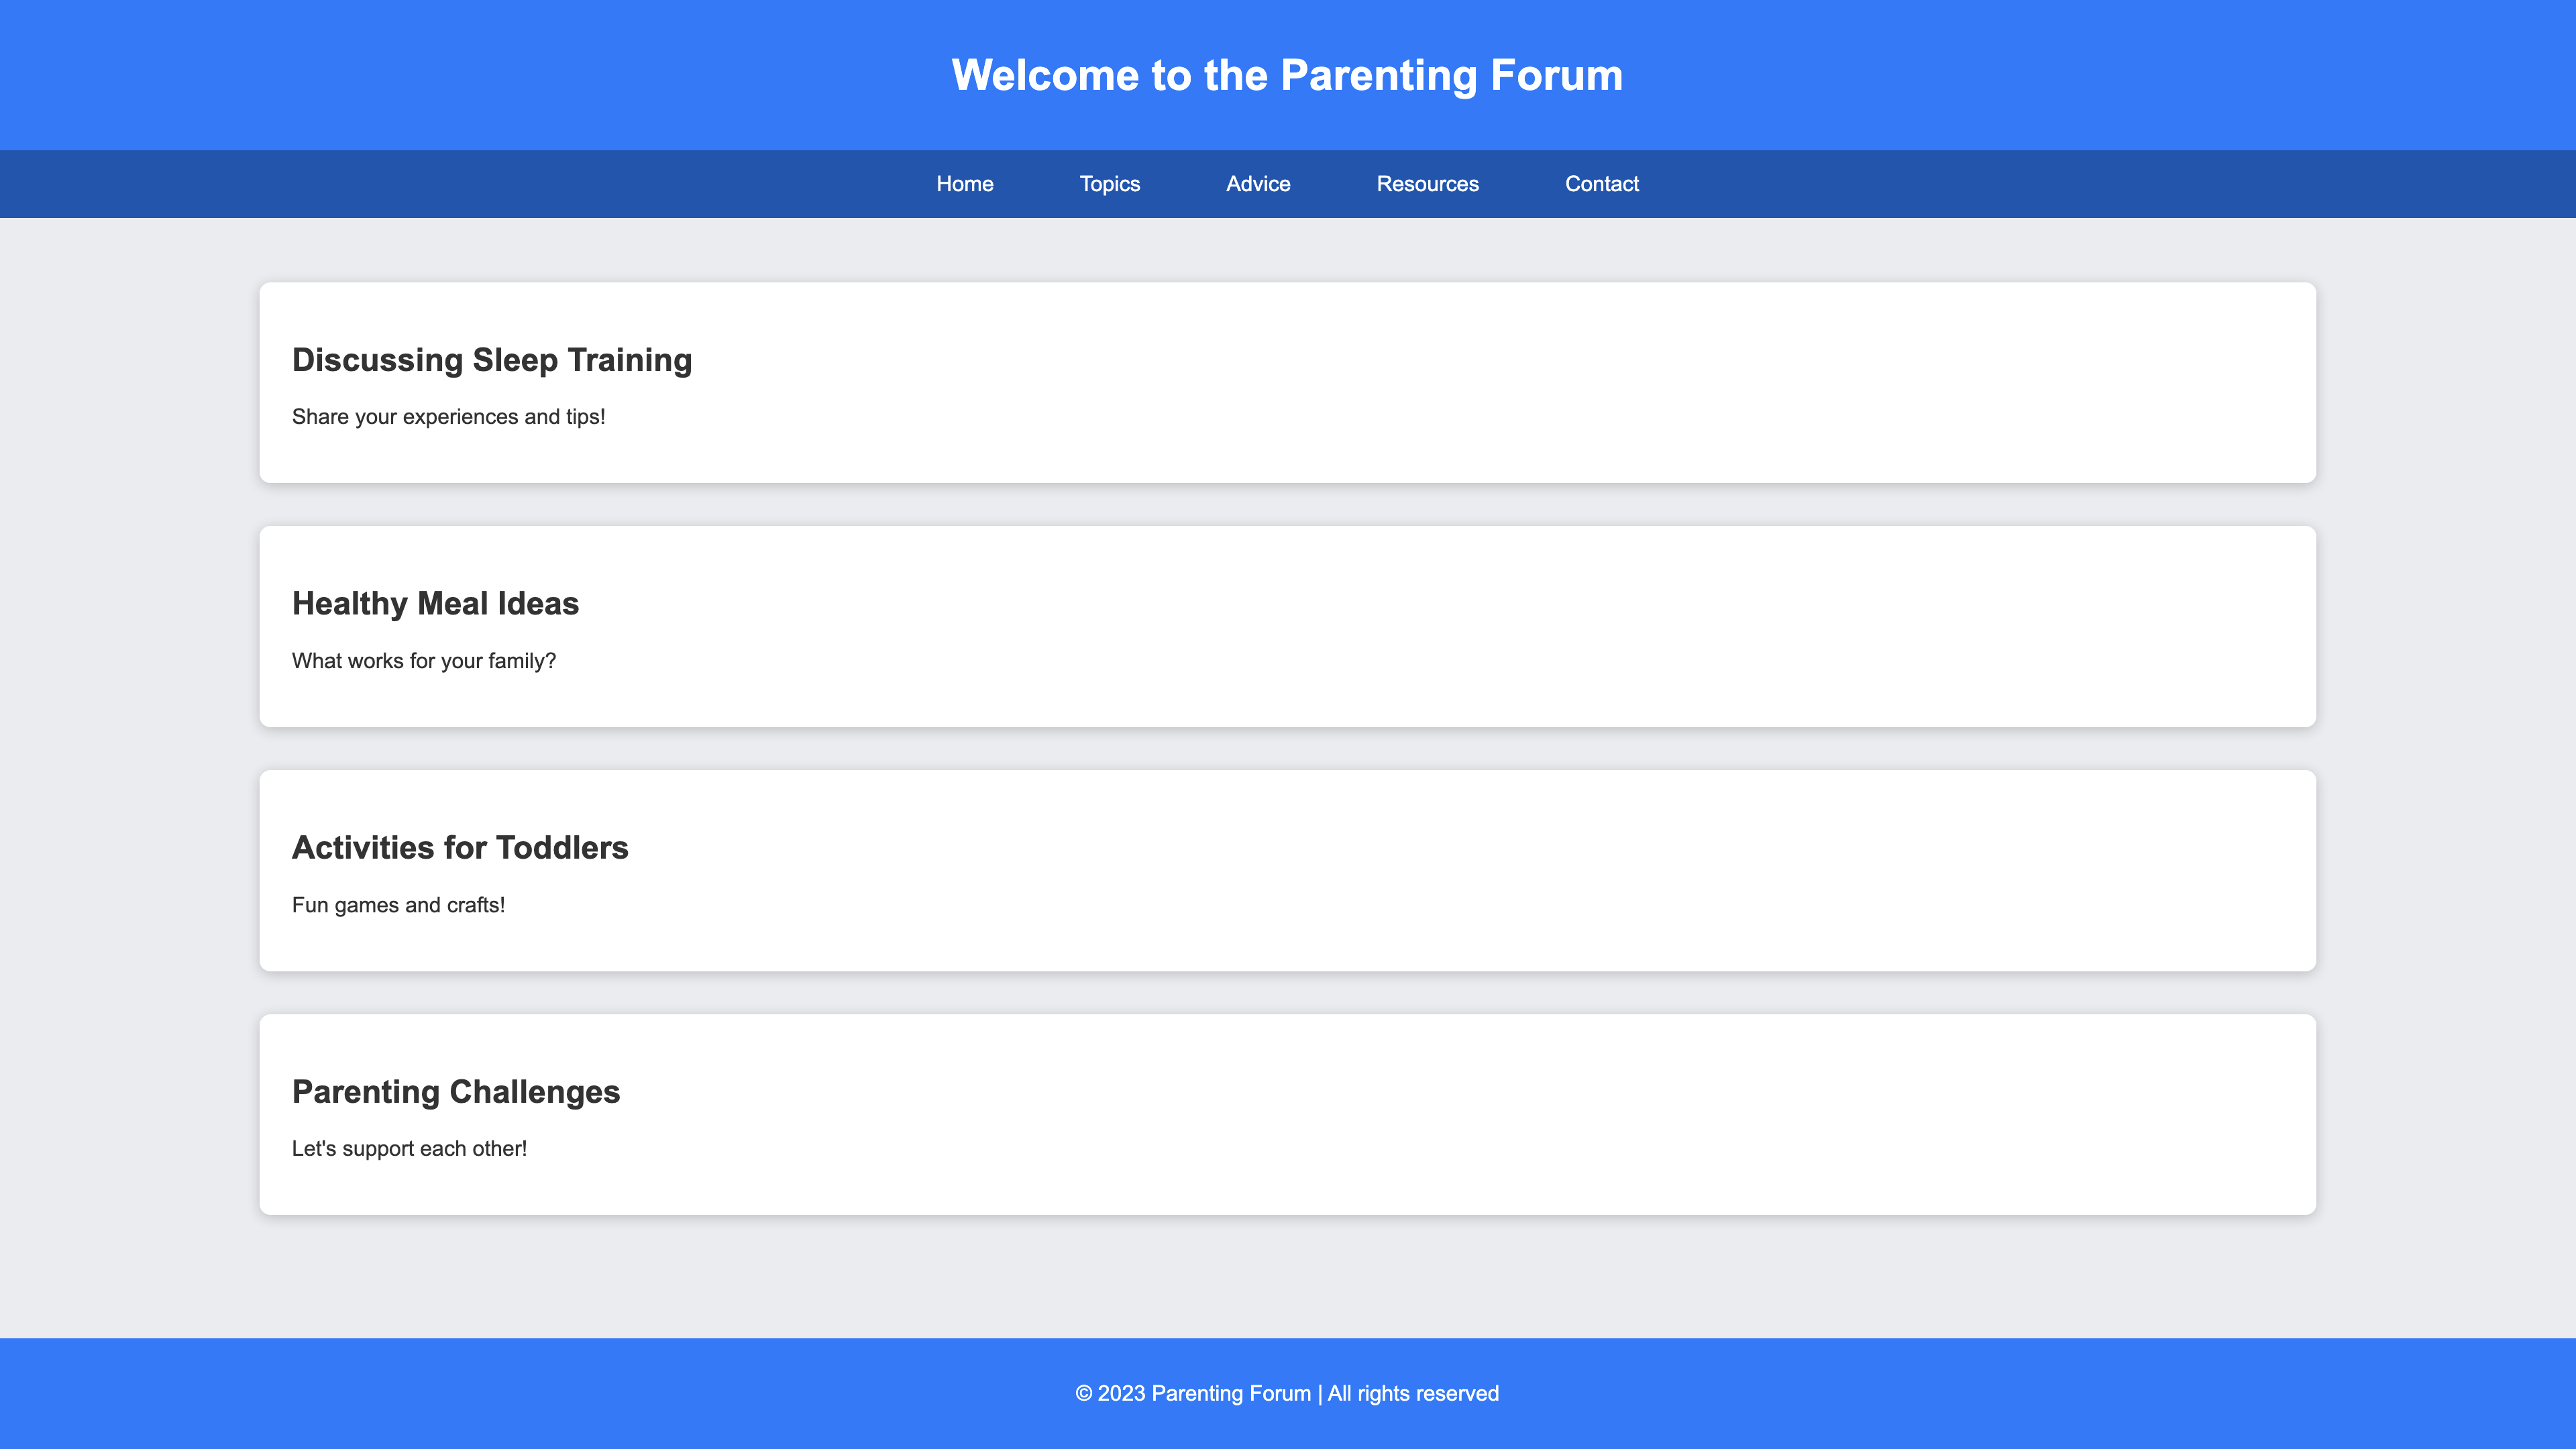 Welcome to the Parenting Forum
Home Topics Advice Resources Contact
Discussing Sleep Training
Share your experiences and tips!
Healthy Meal Ideas
What works for your family?
Activities for Toddlers
Fun games and crafts!
Parenting Challenges
Let's support each other!
© 2023 Parenting Forum | All rights reserved